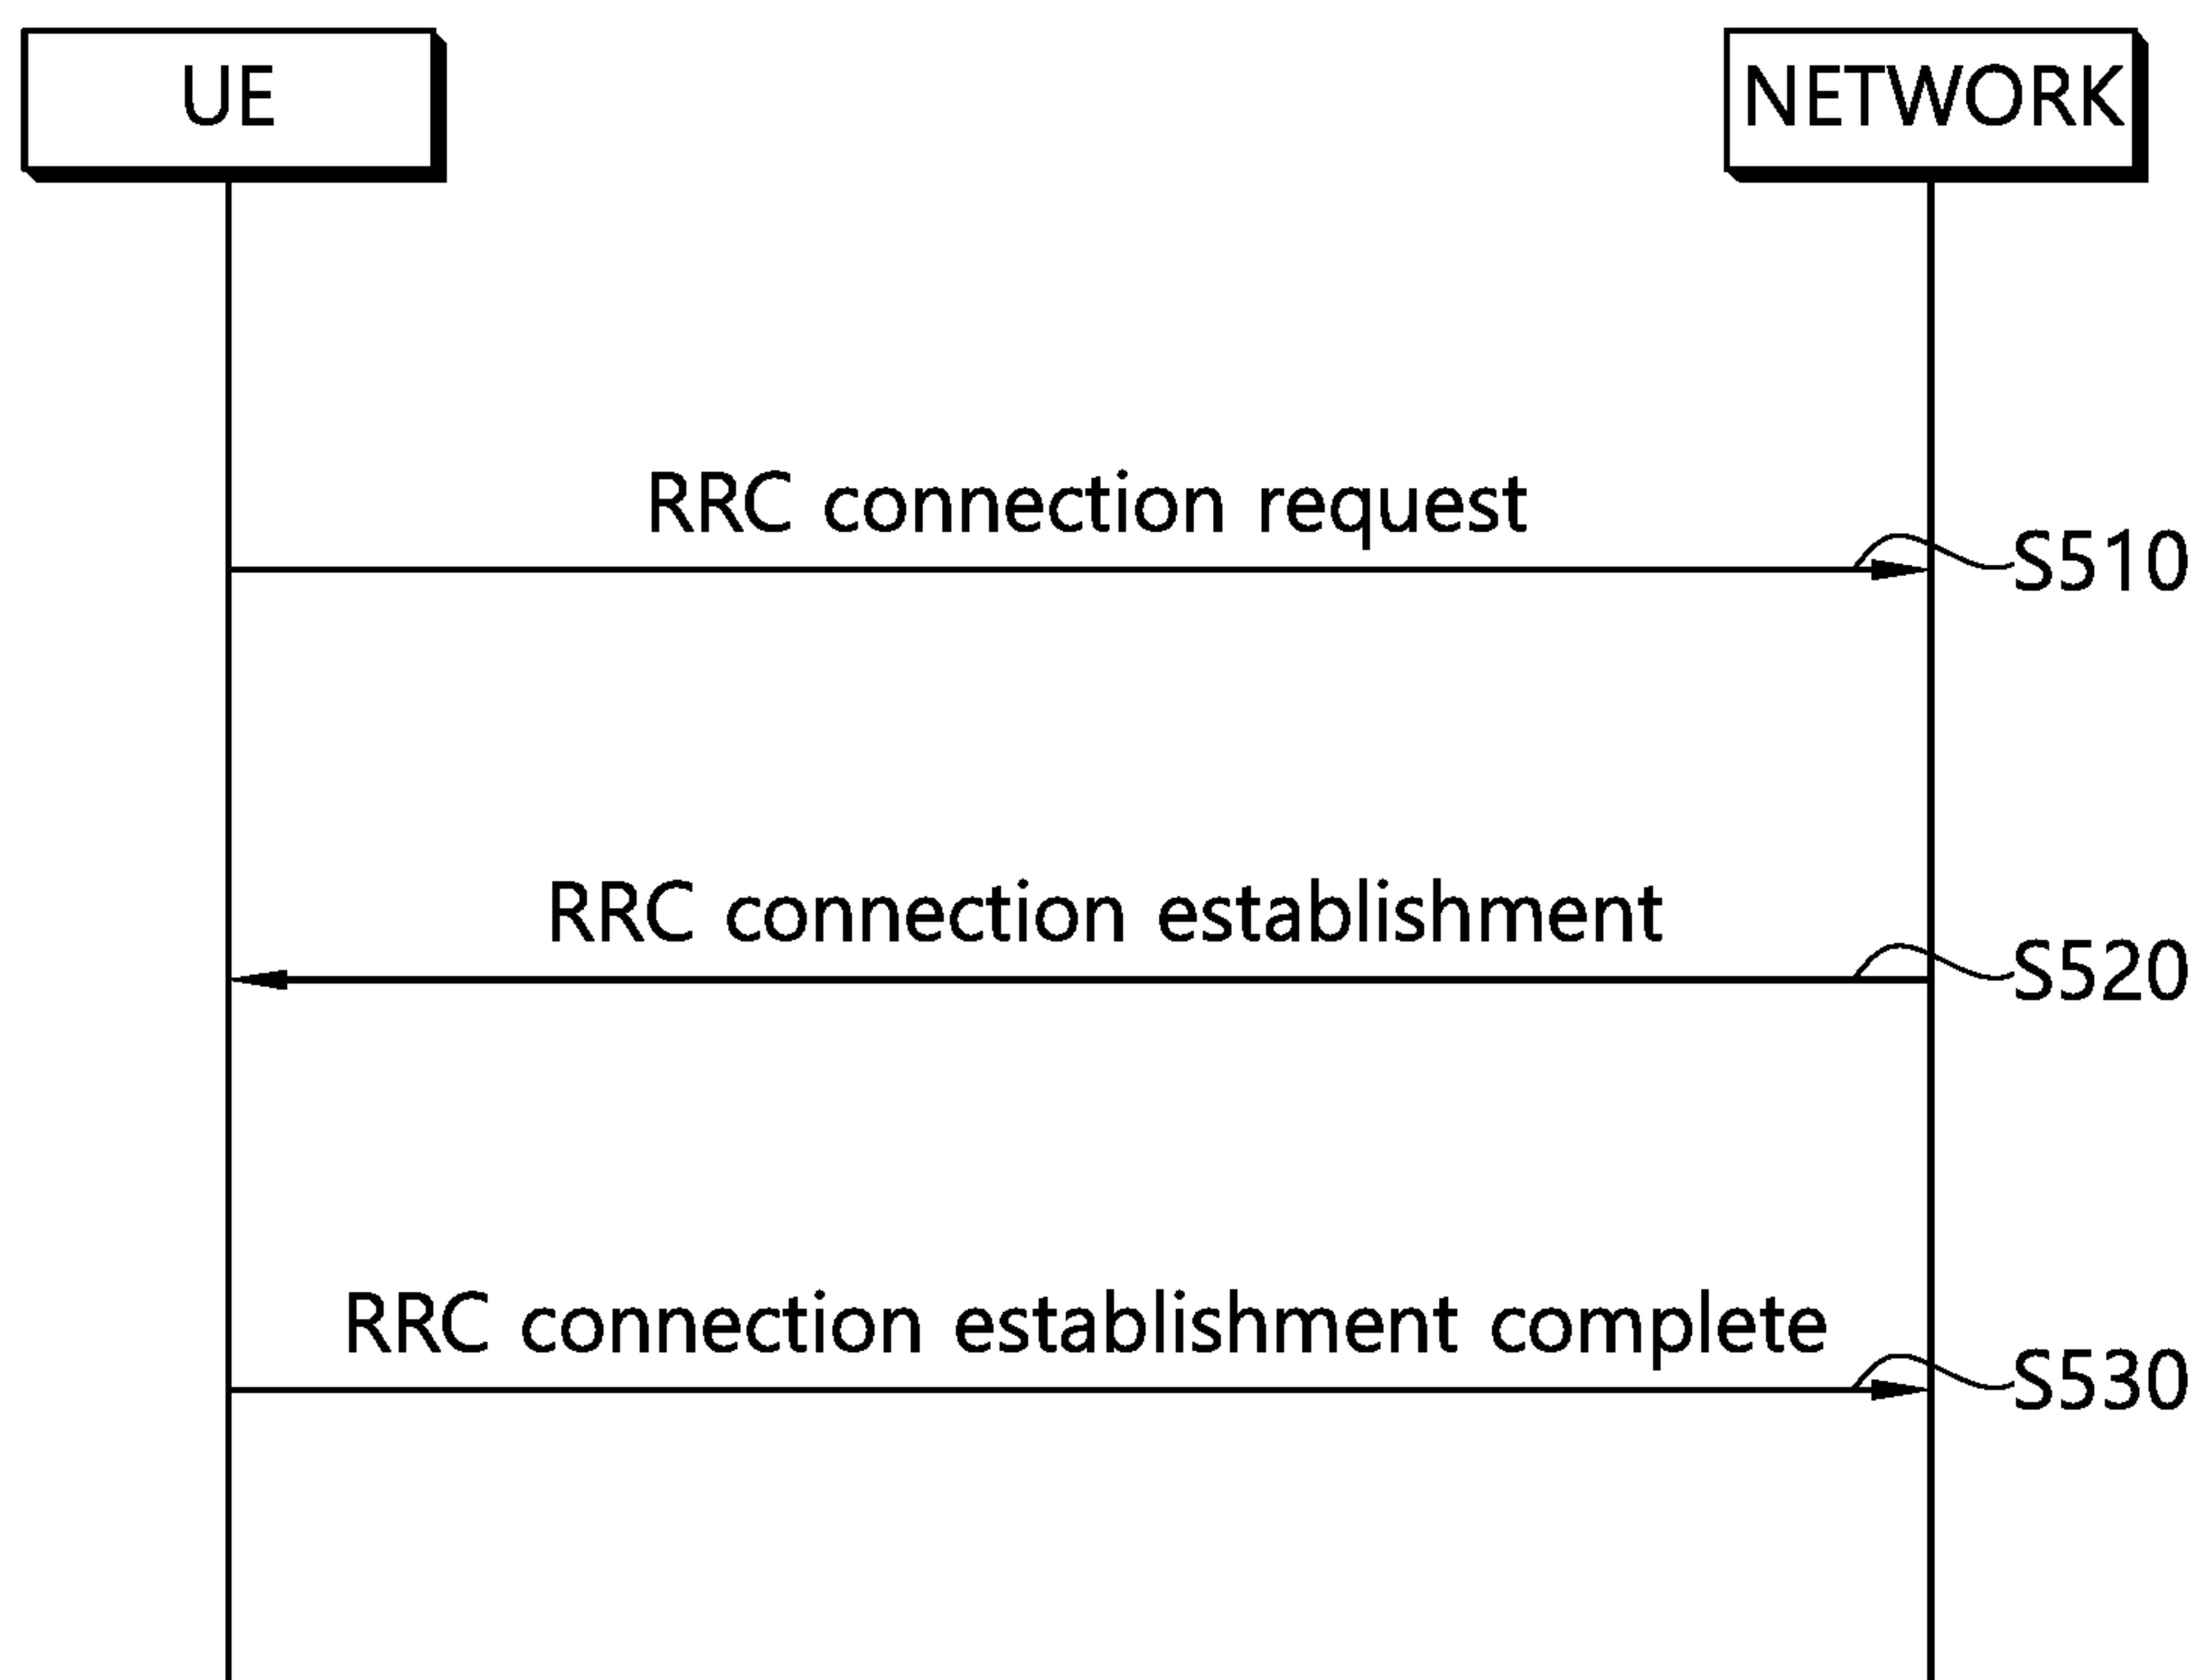 UE
NETWORK
RRC connection request
S510
RRC connection establishment
S520
RRC connection establishment complete
S530